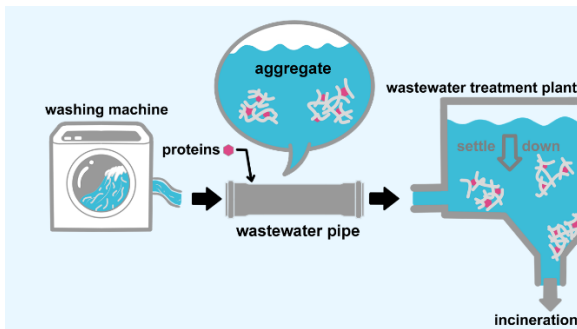 aggregate
wastewater treatment plant
washing machine
proteins
settle down
wastewater pipe
incineration